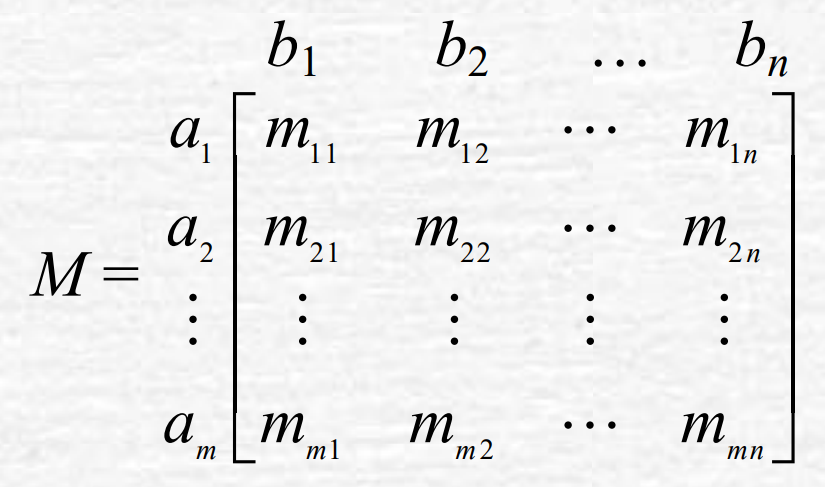 b₁ b₂ … bₙ
a₁ m₁₁ m₁₂ ⋯ m₁ₙ
a₂ m₂₁ m₂₂ ⋯ m₂ₙ
M =
⋮ ⋮ ⋮ ⋮ ⋮
aₘ mₘ₁ mₘ₂ ⋯ mₘₙ